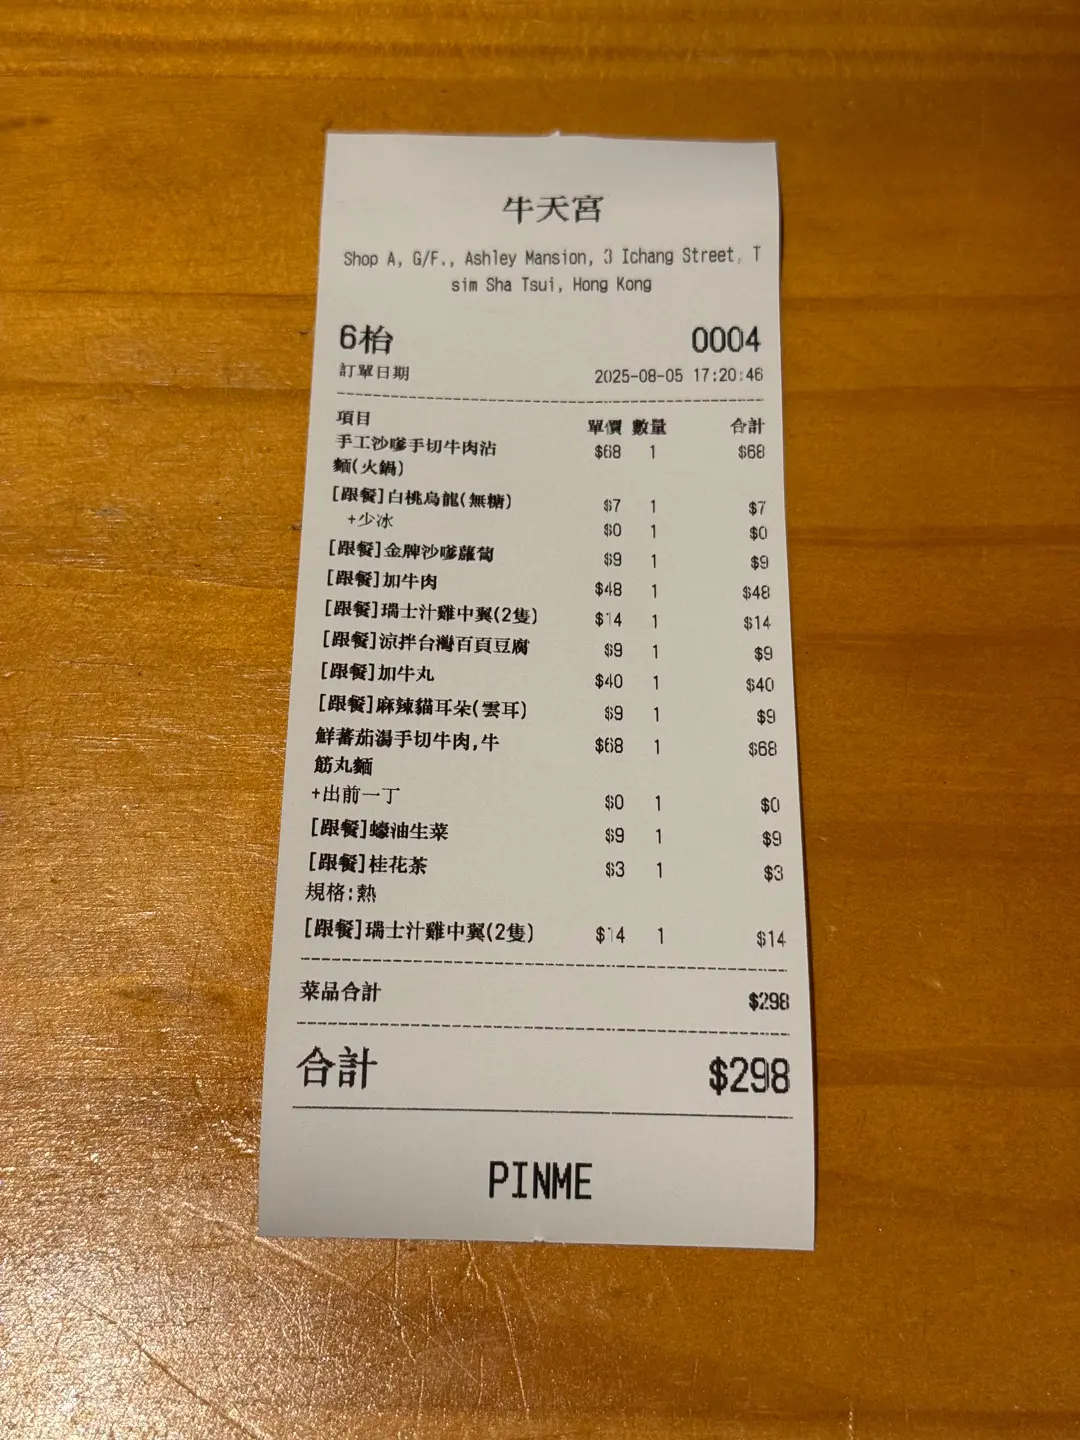 牛天宮
Shop A, G/F., Ashley Mansion, 3 Ichang Street, T
sim Sha Tsui, Hong Kong
6枱 0004
訂單日期 2025-08-05 17:20:46
項目 單價 數量 合計
手工沙嗲手切牛肉沾 $68 1 $68
麵(火鍋)
[跟餐]白桃烏龍(無糖) $7 1 $7
+少冰 $0 1 $0
[跟餐]金牌沙嗲蘿蔔 $9 1 $9
[跟餐]加牛肉 $48 1 $48
[跟餐]瑞士汁雞中翼(2隻) $14 1 $14
[跟餐]涼拌台灣百頁豆腐 $9 1 $9
[跟餐]加牛丸 $40 1 $40
[跟餐]麻辣貓耳朵(雲耳) $9 1 $9
鮮蕃茄湯手切牛肉,牛 $68 1 $68
筋丸麵
+出前一丁 $0 1 $0
[跟餐]蠔油生菜 $9 1 $9
[跟餐]桂花茶 $3 1 $3
規格:熱
[跟餐]瑞士汁雞中翼(2隻) $14 1 $14
菜品合計 $298
合計 $298
PINME